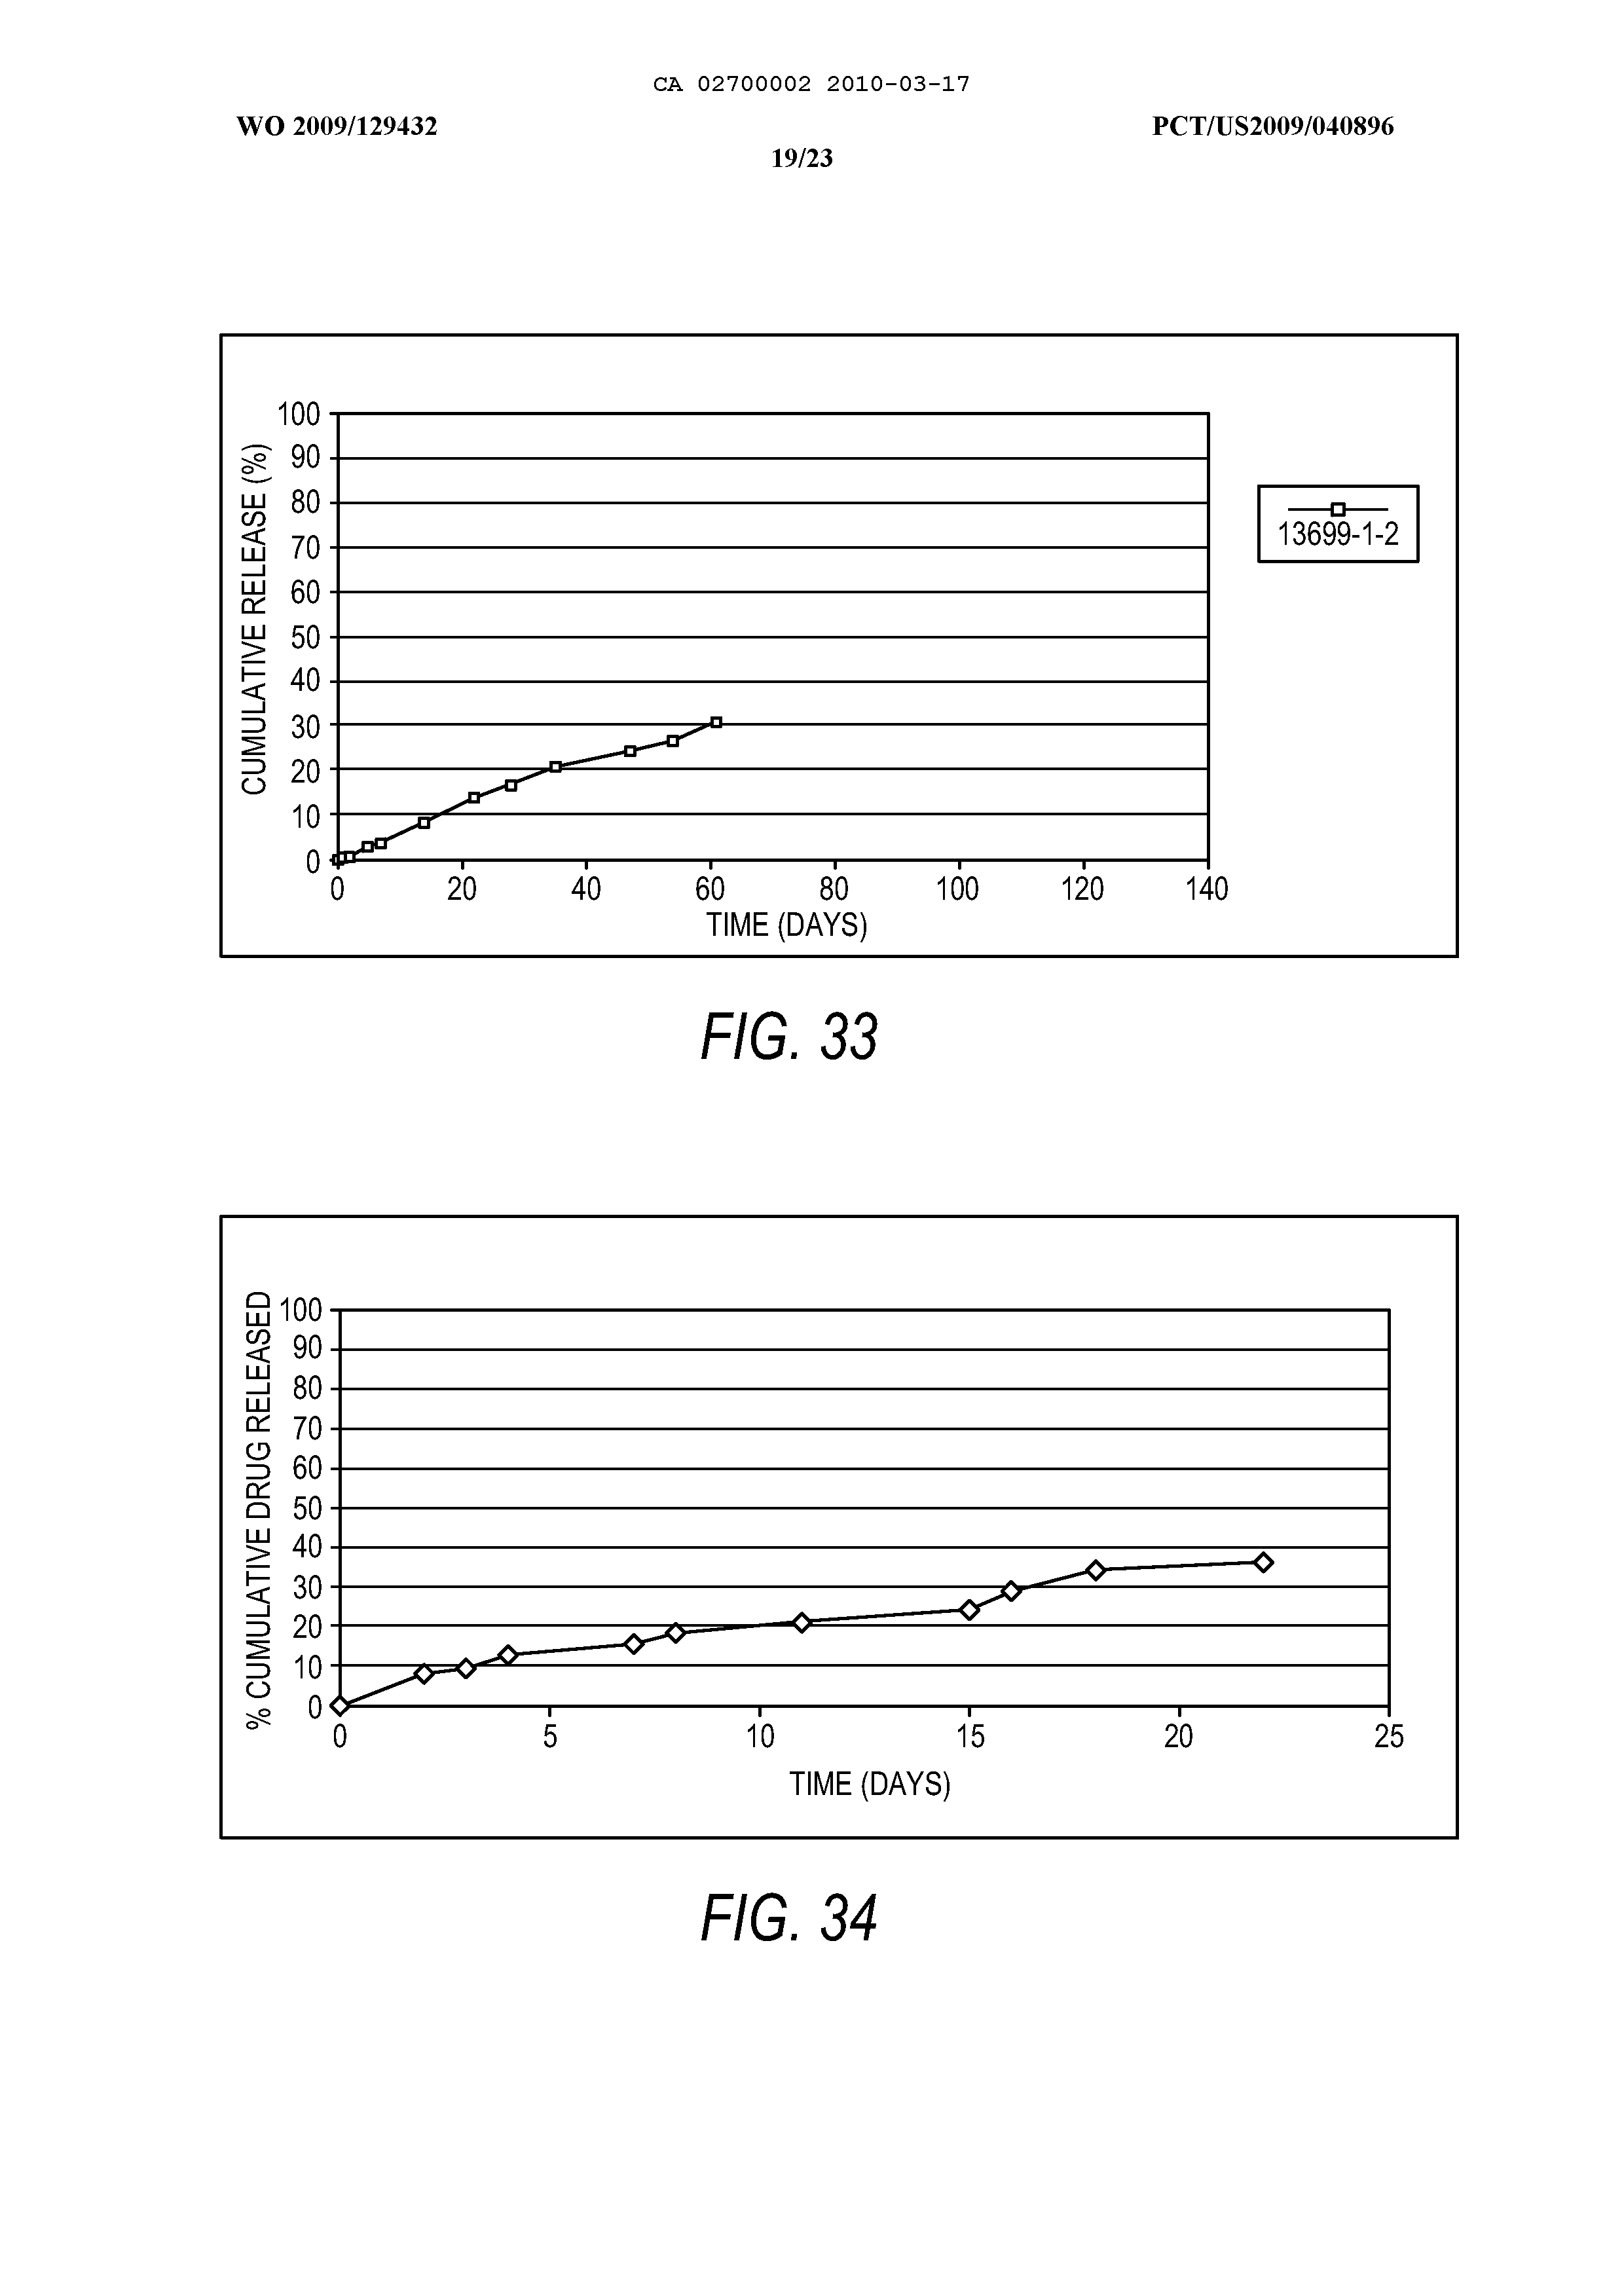 CA 02700002 2010-03-17
WO 2009/129432
PCT/US2009/040896
19/23
CUMULATIVE RELEASE (%)
100
90
80
70
60
50
40
30
20
10
0
0 20 40 60 80 100 120 140
TIME (DAYS)
13699-1-2
FIG. 33
% CUMULATIVE DRUG RELEASED
100
90
80
70
60
50
40
30
20
10
0
0 5 10 15 20 25
TIME (DAYS)
FIG. 34